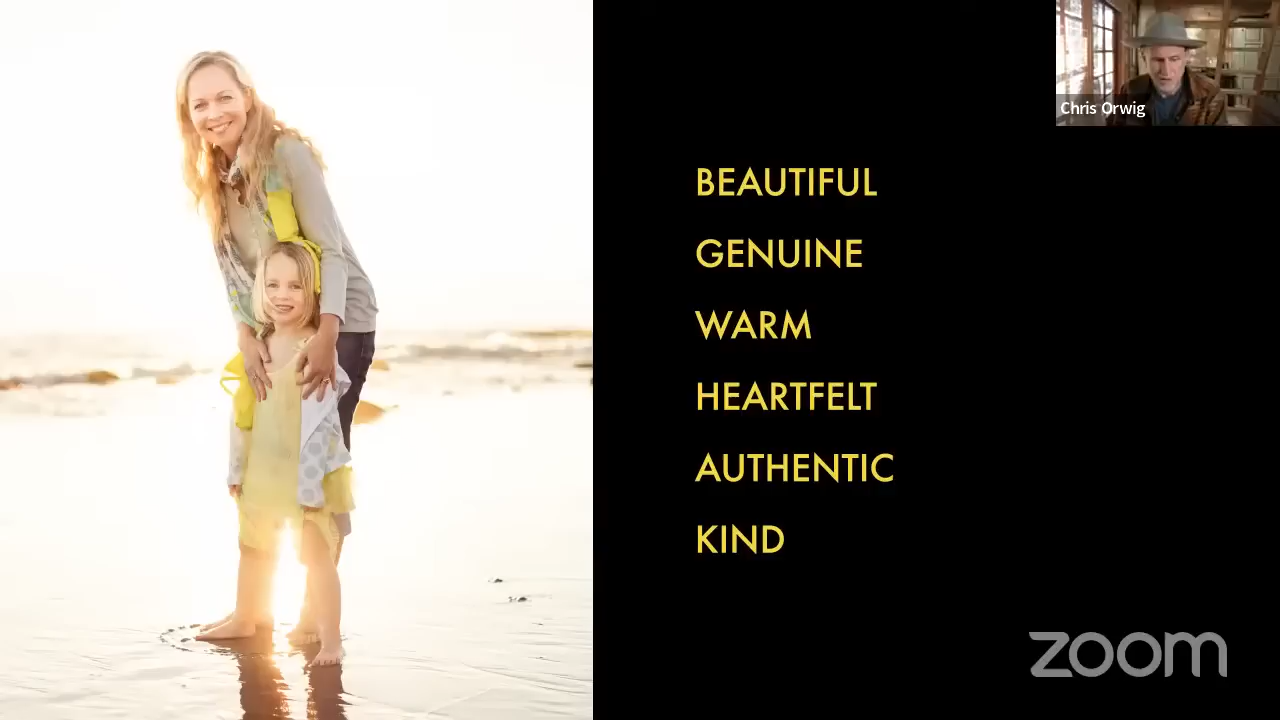 Chris Orwig
BEAUTIFUL
GENUINE
WARM
HEARTFELT
AUTHENTIC
KIND
zoom